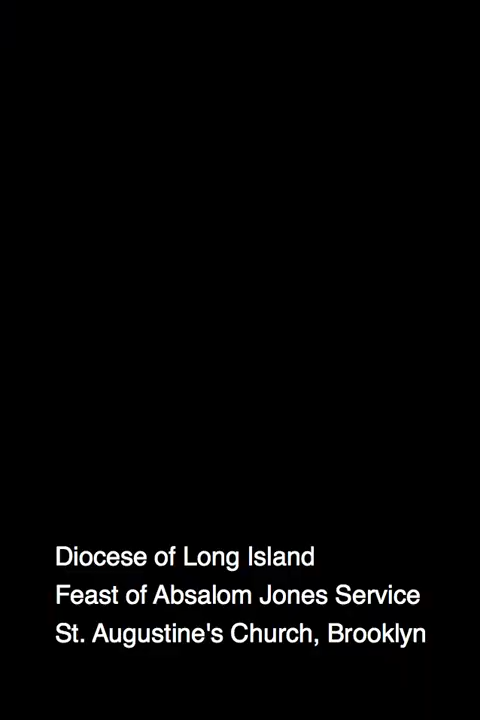 Diocese of Long Island
Feast of Absalom Jones Service
St. Augustine's Church, Brooklyn